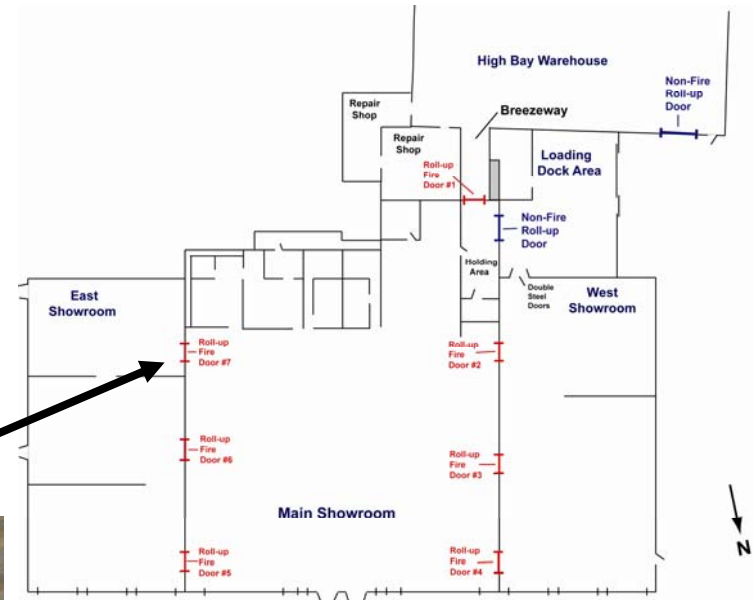 High Bay Warehouse
Non-Fire
Roll-up
Door
Repair
Shop
Breezeway
Repair
Shop
Roll-up
Fire
Door #1
Loading
Dock Area
Non-Fire
Roll-up
Door
Holding
Area
Double
Steel
Doors
East
Showroom
West
Showroom
Roll-up
Fire
Door #7
Roll-up
Fire
Door #2
Roll-up
Fire
Door #6
Roll-up
Fire
Door #3
Main Showroom
Roll-up
Fire
Door #5
Roll-up
Fire
Door #4
N